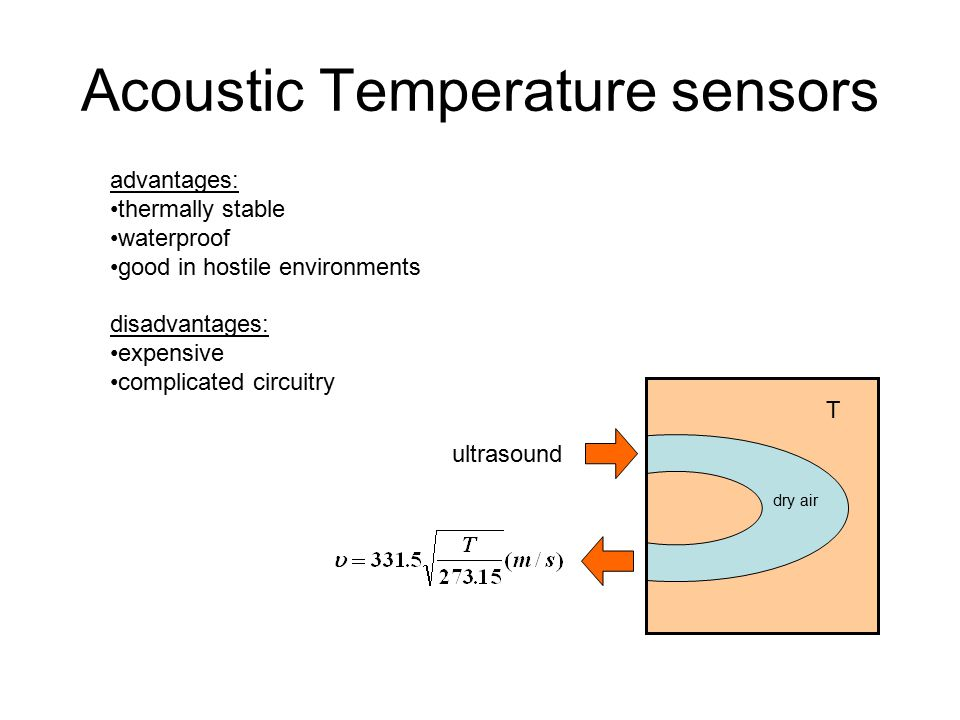 Acoustic Temperature sensors
advantages:
•thermally stable
•waterproof
•good in hostile environments
disadvantages:
•expensive
•complicated circuitry
T
ultrasound
dry air
υ = 331.5√(T/273.15)(m/s)